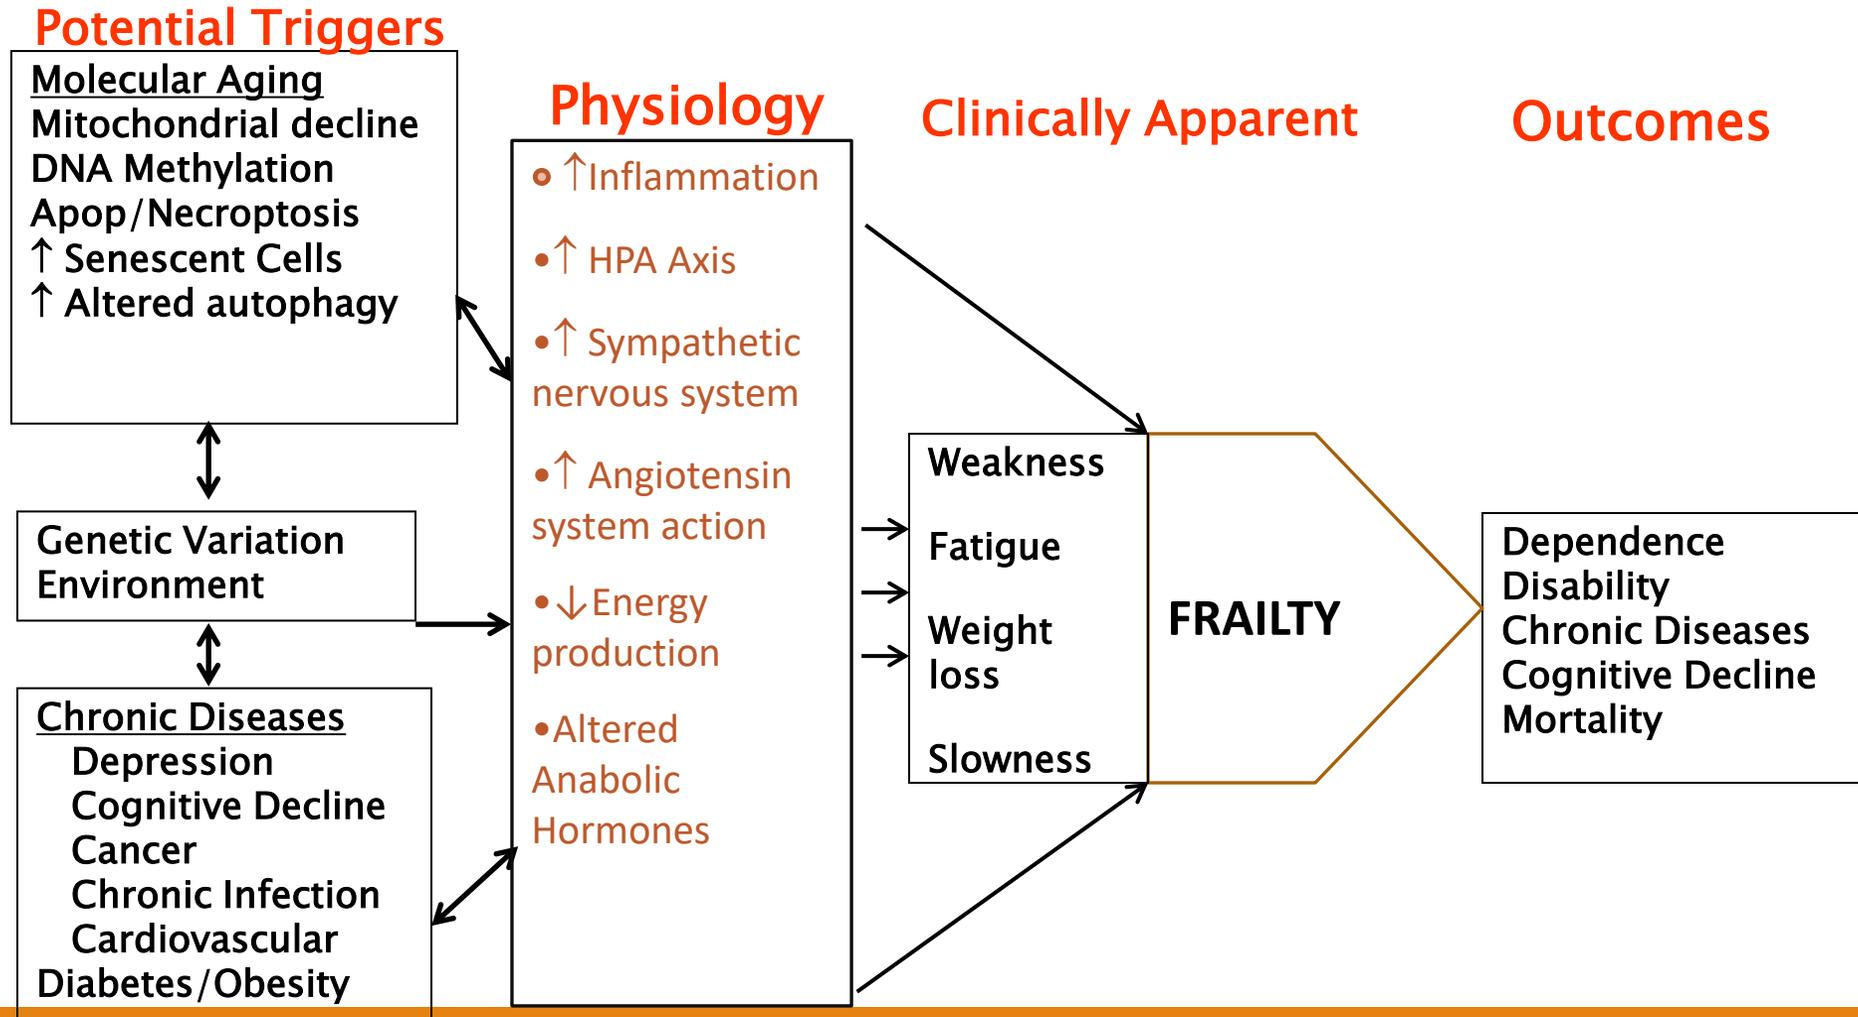 Potential Triggers
Molecular Aging
Mitochondrial decline
DNA Methylation
Apop/Necroptosis
↑ Senescent Cells
↑ Altered autophagy
Genetic Variation
Environment
Chronic Diseases
Depression
Cognitive Decline
Cancer
Chronic Infection
Cardiovascular
Diabetes/Obesity
Physiology
• ↑Inflammation
•↑ HPA Axis
•↑ Sympathetic
nervous system
•↑ Angiotensin
system action
•↓Energy
production
•Altered
Anabolic
Hormones
Clinically Apparent
Weakness
Fatigue
Weight
loss
Slowness
FRAILTY
Outcomes
Dependence
Disability
Chronic Diseases
Cognitive Decline
Mortality